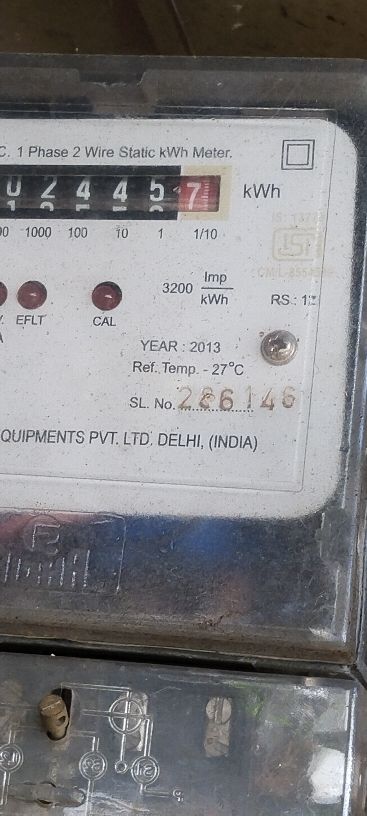 C. 1 Phase 2 Wire Static kWh Meter.
0 2 4 4 5 7 kWh
00 1000 100 10 1 1/10
3200 Imp/kWh
RS : 1
EFLT CAL
YEAR : 2013
Ref. Temp. - 27°C
SL. No. 286146
QUIPMENTS PVT. LTD. DELHI, (INDIA)